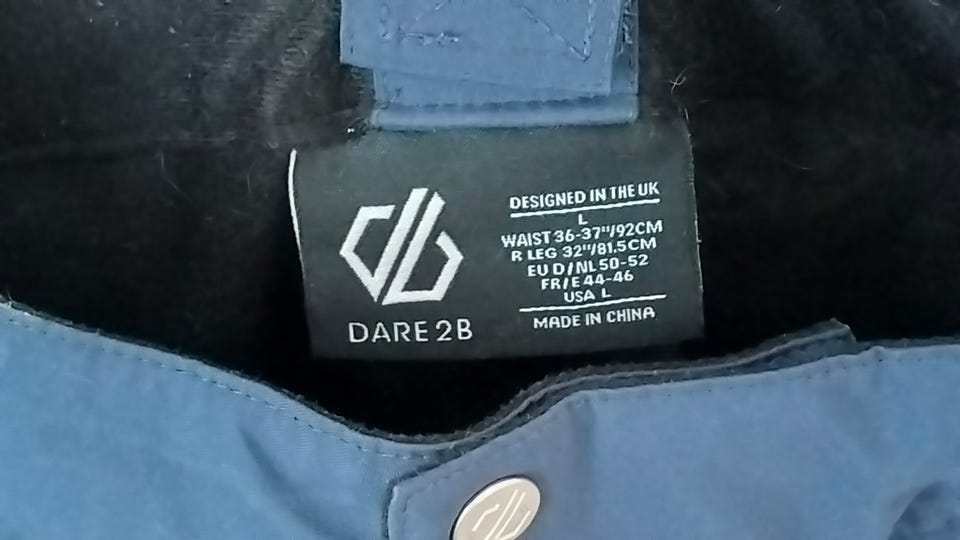 DARE 2B
DESIGNED IN THE UK
L
WAIST 36-37"/92CM
R LEG 32"/81.5CM
EU D/NL 50-52
FR/E 44-46
USA L
MADE IN CHINA